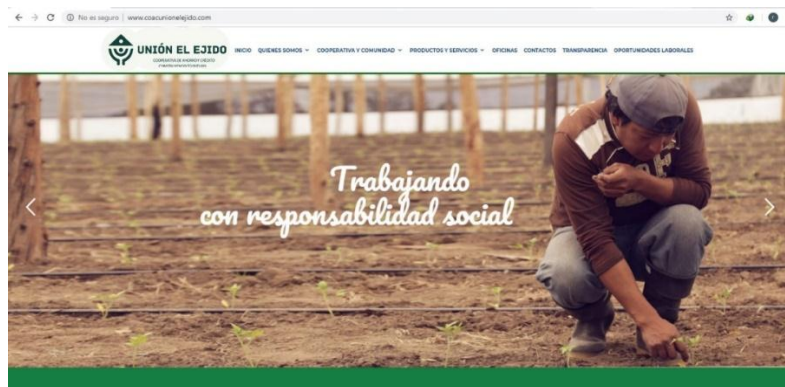 No es seguro | www.coacunionelejido.com
UNIÓN EL EJIDO
COOPERATIVA DE AHORRO Y CRÉDITO
INICIO QUIENES SOMOS COOPERATIVA Y COMUNIDAD PRODUCTOS Y SERVICIOS OFICINAS CONTACTOS TRANSPARENCIA OPORTUNIDADES LABORALES
Trabajando
con responsabilidad social